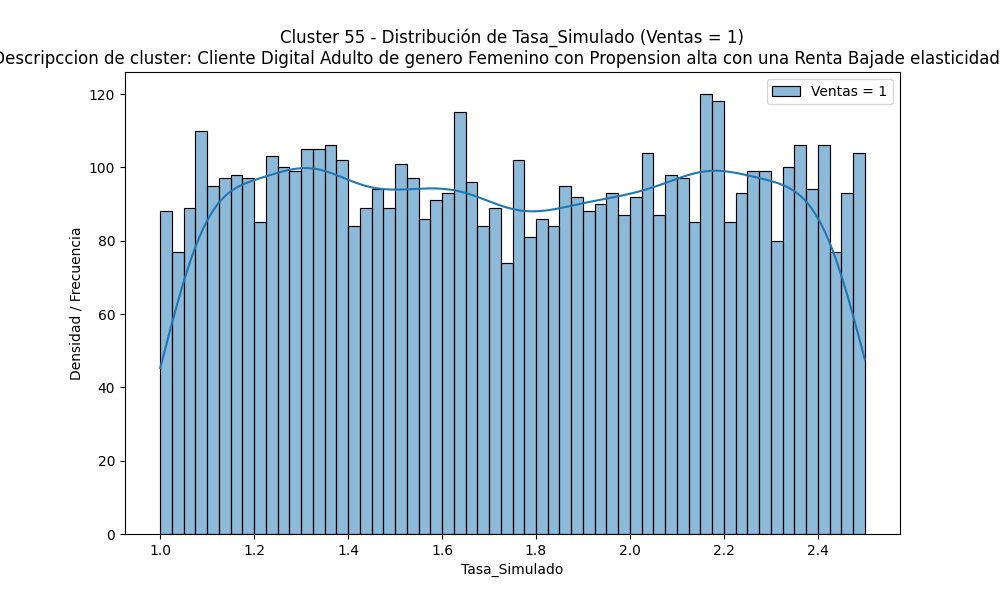 Cluster 55 - Distribución de Tasa_Simulado (Ventas = 1)
Descripccion de cluster: Cliente Digital Adulto de genero Femenino con Propension alta con una Renta Bajade elasticidad
Ventas = 1
120
100
80
60
40
20
0
Densidad / Frecuencia
1.0 1.2 1.4 1.6 1.8 2.0 2.2 2.4
Tasa_Simulado